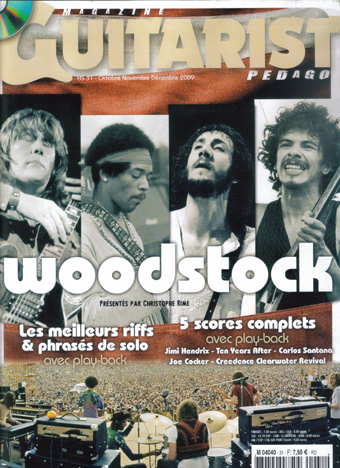 MAGAZINE
GUITARIST
PEDAGO
HS 31 - Octobre Novembre Décembre 2009
woodstock
PRÉSENTÉS PAR CHRISTOPHE RIME
Les meilleurs riffs
& phrasés de solo
avec play-back
5 scores complets
avec play-back
Jimi Hendrix - Ten Years After - Carlos Santana
Joe Cocker - Creedence Clearwater Revival
M 04040 - 31 - F: 7,50 € - RD